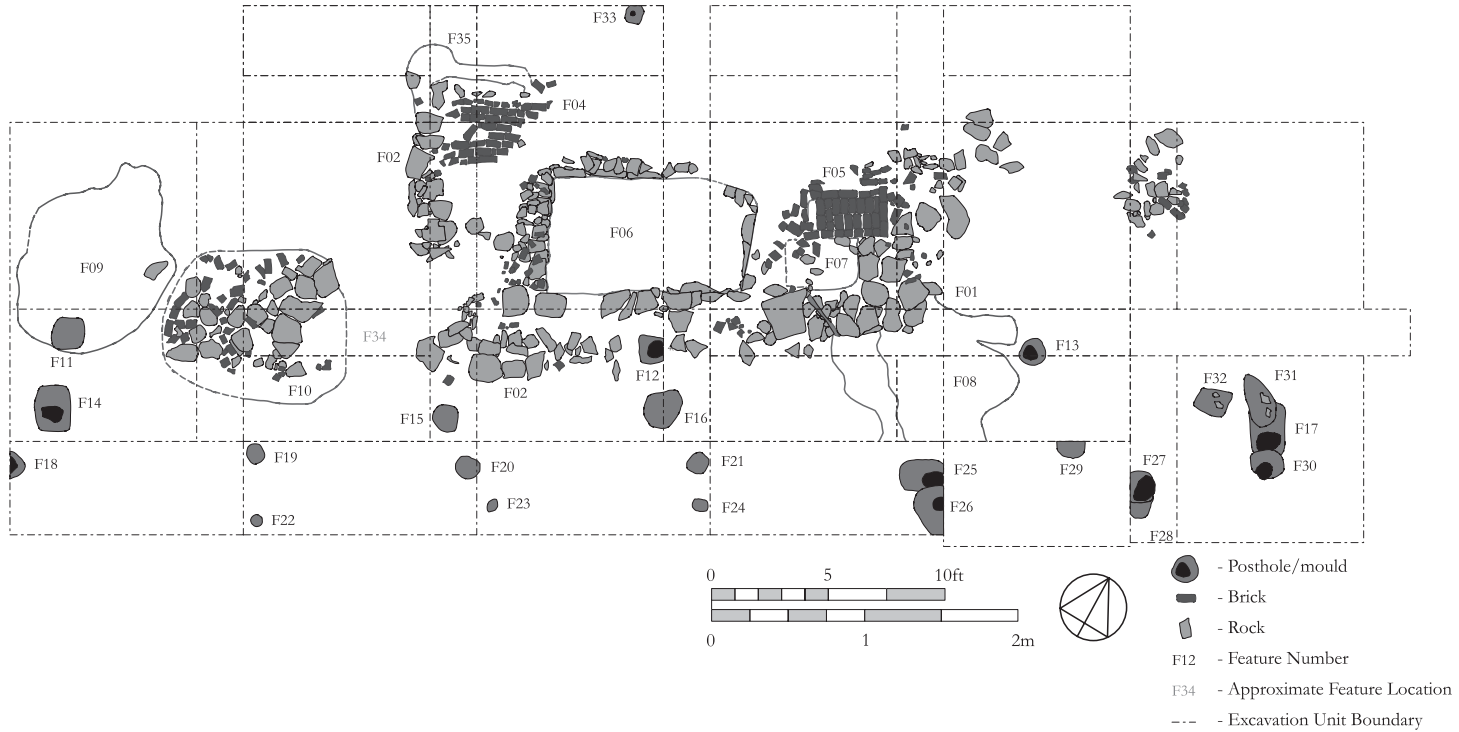 F33
F35
F04
F02
F05
F06
F09
F07
F01
F34
F11
F10
F02
F12
F13
F08
F14
F15
F16
F32
F31
F17
F18
F19
F20
F21
F25
F29
F27
F30
F22
F23
F24
F26
F28
0 5 10ft
0 1 2m
- Posthole/mould
- Brick
- Rock
F12 - Feature Number
F34 - Approximate Feature Location
- Excavation Unit Boundary